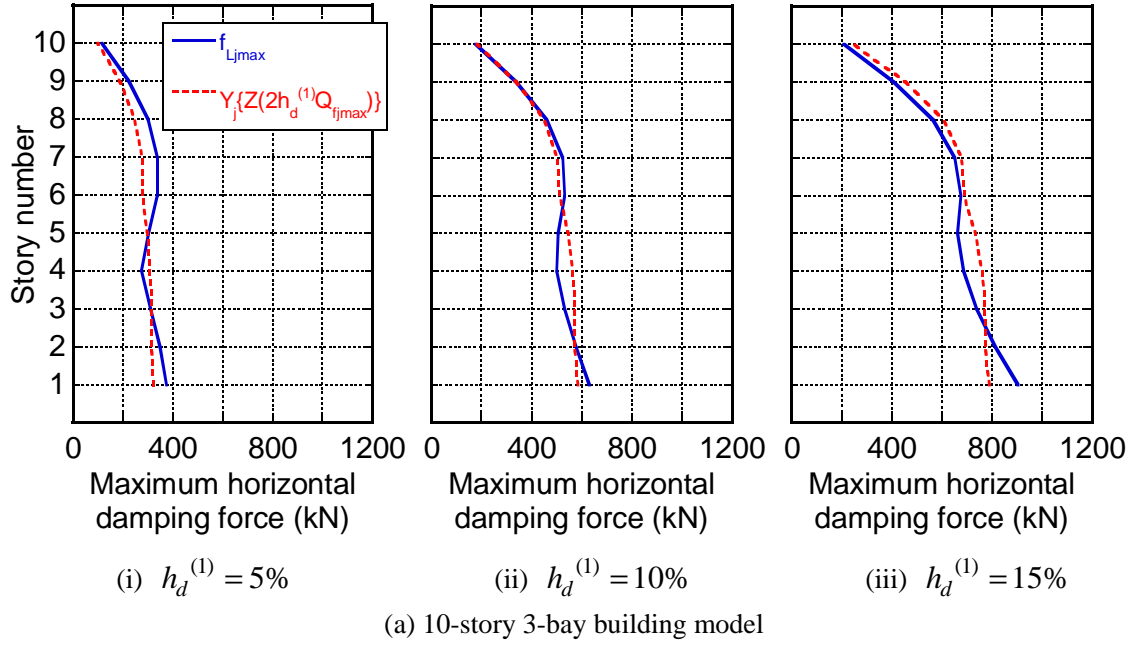 f_Ljmax
Y_j{Z(2h_d^(1)Q_fjmax)}
Story number
10
9
8
7
6
5
4
3
2
1
0 400 800 1200
0 400 800 1200
0 400 800 1200
Maximum horizontal
damping force (kN)
Maximum horizontal
damping force (kN)
Maximum horizontal
damping force (kN)
(i) h_d^(1) = 5%
(ii) h_d^(1) = 10%
(iii) h_d^(1) = 15%
(a) 10-story 3-bay building model